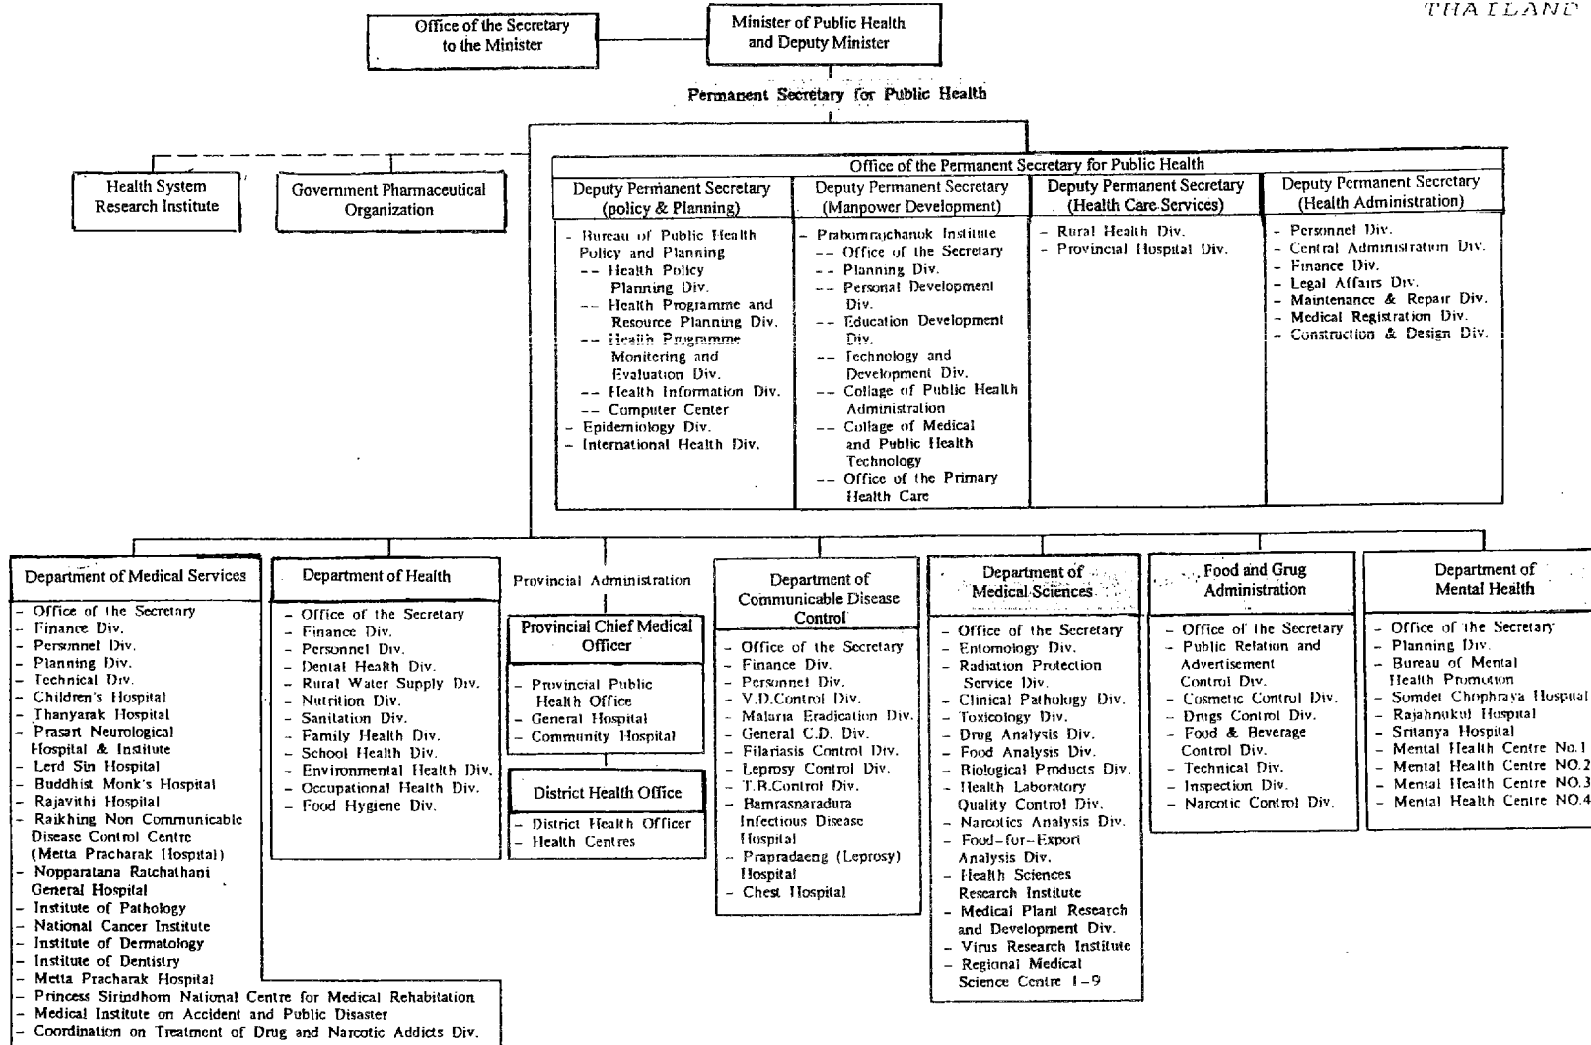 THAILAND
Office of the Secretary
to the Minister
Minister of Public Health
and Deputy Minister
Permanent Secretary for Public Health
Health System
Research Institute
Government Pharmaceutical
Organization
Office of the Permanent Secretary for Public Health
Deputy Permanent Secretary
(policy & Planning)
- Bureau of Public Health
Policy and Planning
-- Health Policy
Planning Div.
-- Health Programme and
Resource Planning Div.
-- Health Programme
Monitering and
Evaluation Div.
-- Health Information Div.
-- Computer Center
- Epidemiology Div.
- International Health Div.
Deputy Permanent Secretary
(Manpower Development)
- Praboromrajchanok Institute
-- Office of the Secretary
-- Planning Div.
-- Personal Development
Div.
-- Education Development
Div.
-- Technology and
Development Div.
-- Collage of Public Health
Administration
-- Collage of Medical
and Public Health
Technology
-- Office of the Primary
Health Care
Deputy Permanent Secretary
(Health Care Services)
- Rural Health Div.
- Provincial Hospital Div.
Deputy Permanent Secretary
(Health Administration)
- Personnel Div.
- Central Administration Div.
- Finance Div.
- Legal Affairs Div.
- Maintenance & Repair Div.
- Medical Registration Div.
- Construction & Design Div.
Department of Medical Services
- Office of the Secretary
- Finance Div.
- Personnel Div.
- Planning Div.
- Technical Div.
- Children's Hospital
- Thanyarak Hospital
- Prasart Neurological
Hospital & Institute
- Lerd Sin Hospital
- Buddhist Monk's Hospital
- Rajavithi Hospital
- Raikhing Non Communicable
Disease Control Centre
(Metta Pracharak Hospital)
- Nopparatana Ratchathani
General Hospital
- Institute of Pathology
- National Cancer Institute
- Institute of Dermatology
- Institute of Dentistry
- Metta Pracharak Hospital
- Princess Sirindhorn National Centre for Medical Rehabitation
- Medical Institute on Accident and Public Disaster
- Coordination on Treatment of Drug and Narcotic Addicts Div.
Department of Health
- Office of the Secretary
- Finance Div.
- Personnel Div.
- Dental Health Div.
- Rural Water Supply Div.
- Nutrition Div.
- Sanitation Div.
- Family Health Div.
- School Health Div.
- Environmental Health Div.
- Occupational Health Div.
- Food Hygiene Div.
Provincial Administration
Provincial Chief Medical
Officer
- Provincial Public
Health Office
- General Hospital
- Community Hospital
District Health Office
- District Health Officer
- Health Centres
Department of
Communicable Disease
Control
- Office of the Secretary
- Finance Div.
- Personnel Div.
- V.D.Control Div.
- Malaria Eradication Div.
- General C.D. Div.
- Filariasis Control Div.
- Leprosy Control Div.
- T.B.Control Div.
- Bamrasnaradura
Infectious Disease
Hospital
- Prapradaeng (Leprosy)
Hospital
- Chest Hospital
Department of
Medical Sciences
- Office of the Secretary
- Entomology Div.
- Radiation Protection
Service Div.
- Clinical Pathology Div.
- Toxicology Div.
- Drug Analysis Div.
- Food Analysis Div.
- Biological Products Div.
- Health Laboratory
Quality Control Div.
- Narcotics Analysis Div.
- Food-for-Export
Analysis Div.
- Health Sciences
Research Institute
- Medical Plant Research
and Development Div.
- Virus Research Institute
- Regional Medical
Science Centre 1-9
Food and Grug
Administration
- Office of the Secretary
- Public Relation and
Advertisement
Control Div.
- Cosmetic Control Div.
- Drugs Control Div.
- Food & Beverage
Control Div.
- Technical Div.
- Inspection Div.
- Narcotic Control Div.
Department of
Mental Health
- Office of the Secretary
- Planning Div.
- Bureau of Mental
Health Promotion
- Somdet Chophraya Hospital
- Rajahnukul Hospital
- Sritanya Hospital
- Mental Health Centre No.1
- Mental Health Centre NO.2
- Mental Health Centre NO.3
- Mental Health Centre NO.4